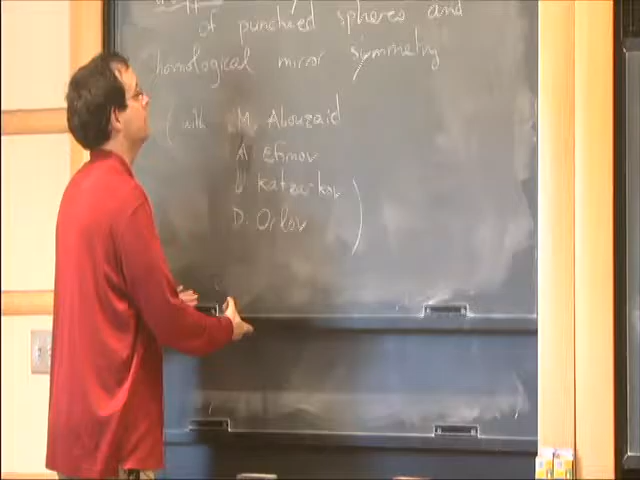 of punctured spheres and
homological mirror symmetry
( with M. Abouzaid
A Efimov
L Katzarkov
D. Orlov )